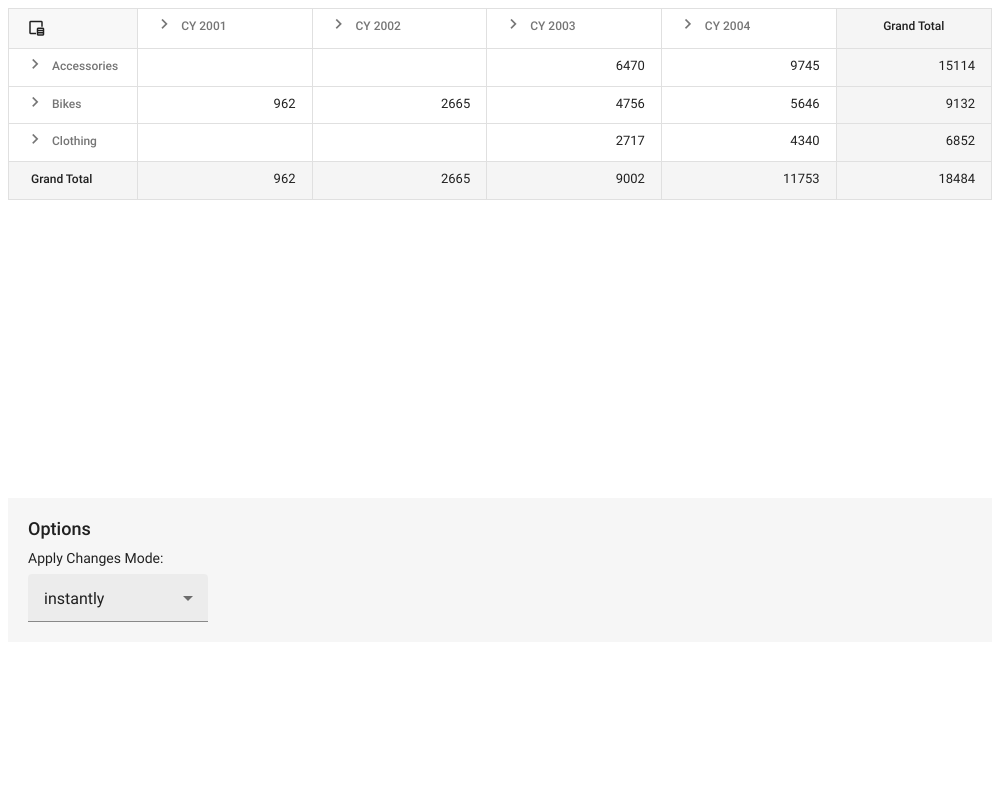 CY 2001 CY 2002 CY 2003 CY 2004 Grand Total
Accessories 6470 9745 15114
Bikes 962 2665 4756 5646 9132
Clothing 2717 4340 6852
Grand Total 962 2665 9002 11753 18484
Options
Apply Changes Mode:
instantly